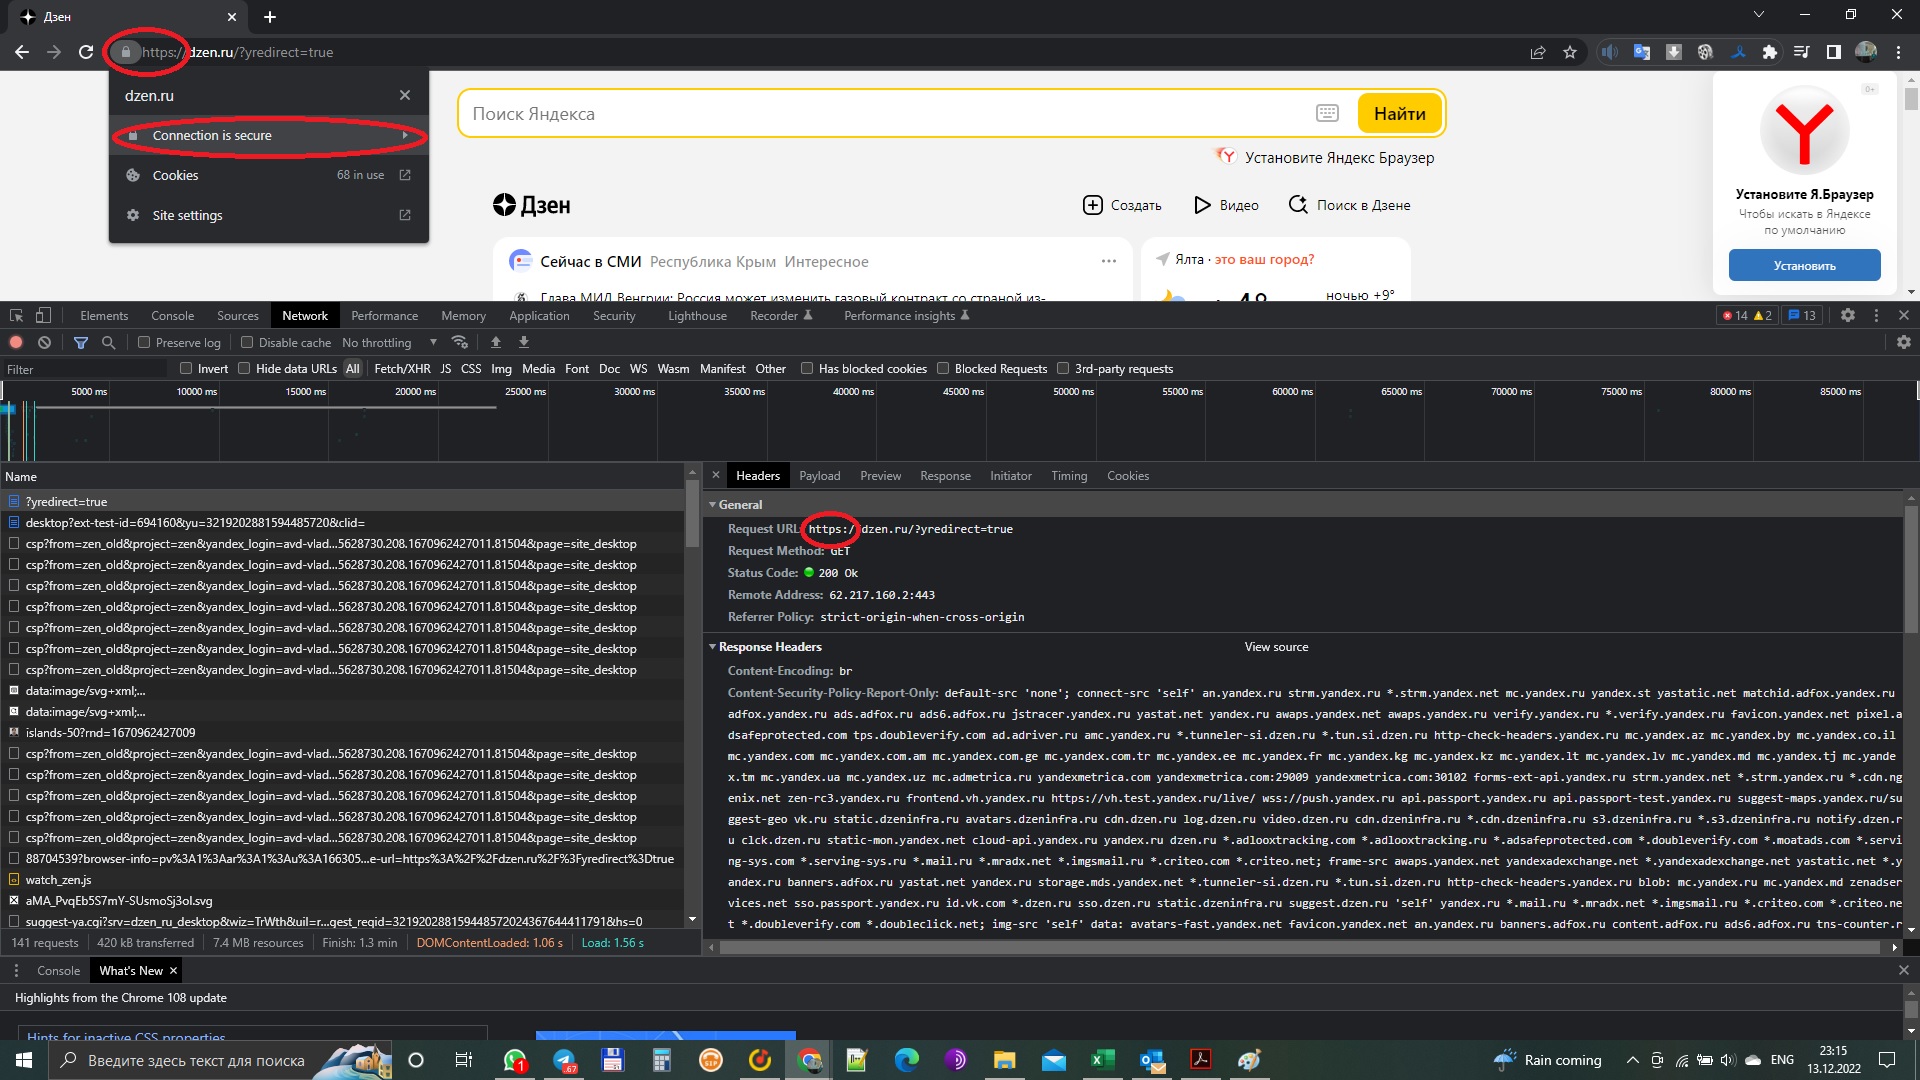 Дзен
https://dzen.ru/?yredirect=true
dzen.ru
Connection is secure
Cookies 68 in use
Site settings
Поиск Яндекса Найти
Установите Яндекс Браузер
Дзен Создать Видео Поиск в Дзене
Сейчас в СМИ Республика Крым Интересное
Глава МИД Венгрии: Россия может изменить газовый контракт со страной из-
Ялта · это ваш город?
ночью +9°
0+
Y
Установите Я.Браузер
Чтобы искать в Яндексе
по умолчанию
Установить
Elements Console Sources Network Performance Memory Application Security Lighthouse Recorder Performance insights 14 2 13
Preserve log Disable cache No throttling
Filter Invert Hide data URLs All Fetch/XHR JS CSS Img Media Font Doc WS Wasm Manifest Other Has blocked cookies Blocked Requests 3rd-party requests
5000 ms 10000 ms 15000 ms 20000 ms 25000 ms 30000 ms 35000 ms 40000 ms 45000 ms 50000 ms 55000 ms 60000 ms 65000 ms 70000 ms 75000 ms 80000 ms 85000 ms
Name
?yredirect=true
desktop?ext-test-id=694160&yu=3219202881594485720&clid=
csp?from=zen_old&project=zen&yandex_login=avd-vlad...5628730.208.1670962427011.81504&page=site_desktop
csp?from=zen_old&project=zen&yandex_login=avd-vlad...5628730.208.1670962427011.81504&page=site_desktop
csp?from=zen_old&project=zen&yandex_login=avd-vlad...5628730.208.1670962427011.81504&page=site_desktop
csp?from=zen_old&project=zen&yandex_login=avd-vlad...5628730.208.1670962427011.81504&page=site_desktop
csp?from=zen_old&project=zen&yandex_login=avd-vlad...5628730.208.1670962427011.81504&page=site_desktop
csp?from=zen_old&project=zen&yandex_login=avd-vlad...5628730.208.1670962427011.81504&page=site_desktop
csp?from=zen_old&project=zen&yandex_login=avd-vlad...5628730.208.1670962427011.81504&page=site_desktop
data:image/svg+xml;...
data:image/svg+xml;...
islands-50?rnd=1670962427009
csp?from=zen_old&project=zen&yandex_login=avd-vlad...5628730.208.1670962427011.81504&page=site_desktop
csp?from=zen_old&project=zen&yandex_login=avd-vlad...5628730.208.1670962427011.81504&page=site_desktop
csp?from=zen_old&project=zen&yandex_login=avd-vlad...5628730.208.1670962427011.81504&page=site_desktop
csp?from=zen_old&project=zen&yandex_login=avd-vlad...5628730.208.1670962427011.81504&page=site_desktop
csp?from=zen_old&project=zen&yandex_login=avd-vlad...5628730.208.1670962427011.81504&page=site_desktop
88704539?browser-info=pv%3A1%3Aar%3A1%3Au%3A166305...e-url=https%3A%2F%2Fdzen.ru%2F%3Fyredirect%3Dtrue
watch_zen.js
aMA_PvqEb5S7mY-SUsmoSj3oI.svg
suggest-ya.cgi?srv=dzen_ru_desktop&wiz=TrWth&uil=r...gest_reqid=321920288159448572024367644411791&hs=0
141 requests 420 kB transferred 7.4 MB resources Finish: 1.3 min DOMContentLoaded: 1.06 s Load: 1.56 s
Headers Payload Preview Response Initiator Timing Cookies
General
Request URL: https://dzen.ru/?yredirect=true
Request Method: GET
Status Code: 200 Ok
Remote Address: 62.217.160.2:443
Referrer Policy: strict-origin-when-cross-origin
Response Headers View source
Content-Encoding: br
Content-Security-Policy-Report-Only: default-src 'none'; connect-src 'self' an.yandex.ru strm.yandex.ru *.strm.yandex.net mc.yandex.ru yandex.st yastatic.net matchid.adfox.yandex.ru
adfox.yandex.ru ads.adfox.ru ads6.adfox.ru jstracer.yandex.ru yastat.net yandex.ru awaps.yandex.net awaps.yandex.ru verify.yandex.ru *.verify.yandex.ru favicon.yandex.net pixel.a
dsafeprotected.com tps.doubleverify.com ad.adriver.ru amc.yandex.ru *.tunneler-si.dzen.ru *.tun.si.dzen.ru http-check-headers.yandex.ru mc.yandex.az mc.yandex.by mc.yandex.co.il
mc.yandex.com mc.yandex.com.am mc.yandex.com.ge mc.yandex.com.tr mc.yandex.ee mc.yandex.fr mc.yandex.kg mc.yandex.kz mc.yandex.lt mc.yandex.lv mc.yandex.md mc.yandex.tj mc.yande
x.tm mc.yandex.ua mc.yandex.uz mc.admetrica.ru yandexmetrica.com yandexmetrica.com:29009 yandexmetrica.com:30102 forms-ext-api.yandex.ru strm.yandex.net *.strm.yandex.ru *.cdn.ng
enix.net zen-rc3.yandex.ru frontend.vh.yandex.ru https://vh.test.yandex.ru/live/ wss://push.yandex.ru api.passport.yandex.ru api.passport-test.yandex.ru suggest-maps.yandex.ru/su
ggest-geo vk.ru static.dzeninfra.ru avatars.dzeninfra.ru cdn.dzen.ru log.dzen.ru video.dzen.ru cdn.dzeninfra.ru *.cdn.dzeninfra.ru s3.dzeninfra.ru *.s3.dzeninfra.ru notify.dzen.r
u clck.dzen.ru static-mon.yandex.net cloud-api.yandex.ru yandex.ru dzen.ru *.adlooxtracking.com *.adlooxtracking.ru *.adsafeprotected.com *.doubleverify.com *.moatads.com *.servi
ng-sys.com *.serving-sys.ru *.mail.ru *.mradx.net *.imgsmail.ru *.criteo.com *.criteo.net; frame-src awaps.yandex.net yandexadexchange.net *.yandexadexchange.net yastatic.net *.y
andex.ru banners.adfox.ru yastat.net yandex.ru storage.mds.yandex.net *.tunneler-si.dzen.ru *.tun.si.dzen.ru http-check-headers.yandex.ru blob: mc.yandex.ru mc.yandex.md zenadser
vices.net sso.passport.yandex.ru id.vk.com *.dzen.ru sso.dzen.ru static.dzeninfra.ru suggest.dzen.ru 'self' yandex.ru *.mail.ru *.mradx.net *.imgsmail.ru *.criteo.com *.criteo.ne
t *.doubleverify.com *.doubleclick.net; img-src 'self' data: avatars-fast.yandex.net favicon.yandex.net an.yandex.ru banners.adfox.ru content.adfox.ru ads6.adfox.ru tns-counter.r
Console What's New
Highlights from the Chrome 108 update
Hints for inactive CSS properties
Введите здесь текст для поиска
1
.67
Rain coming
ENG
23:15
13.12.2022